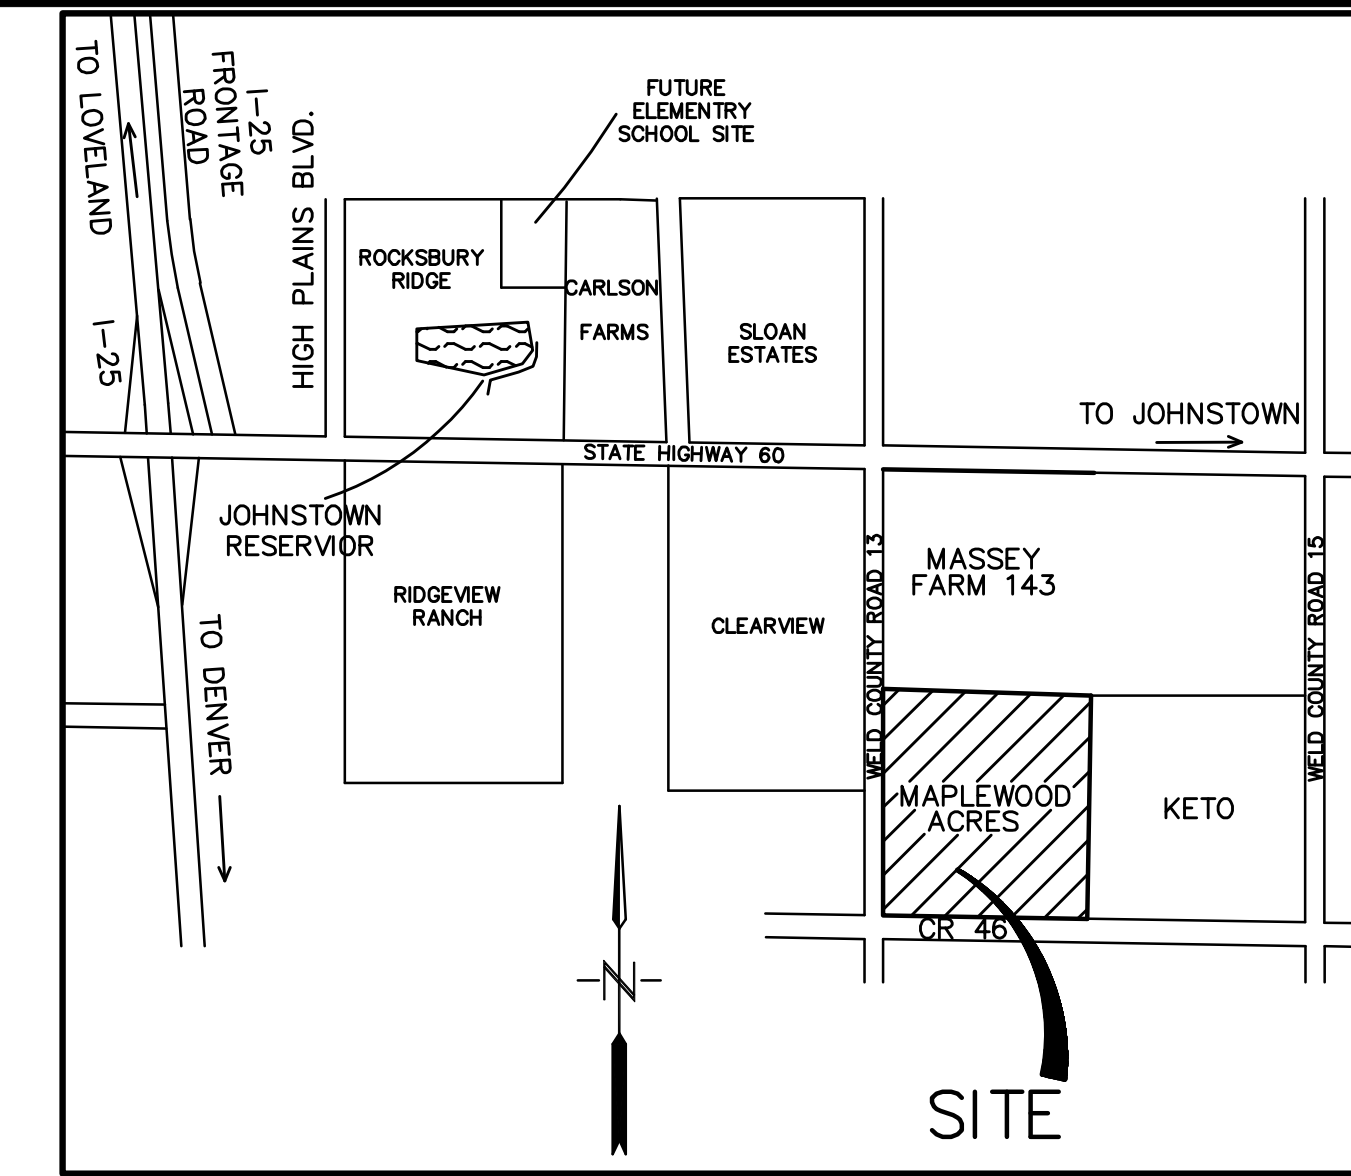 TO LOVELAND
I-25
FRONTAGE
ROAD
HIGH PLAINS BLVD.
I-25
FUTURE
ELEMENTRY
SCHOOL SITE
ROCKSBURY
RIDGE
CARLSON
FARMS
SLOAN
ESTATES
TO JOHNSTOWN
STATE HIGHWAY 60
JOHNSTOWN
RESERVIOR
RIDGEVIEW
RANCH
CLEARVIEW
WELD COUNTY ROAD 13
MASSEY
FARM 143
WELD COUNTY ROAD 15
TO DENVER
MAPLEWOOD
ACRES
KETO
CR 46
N
SITE